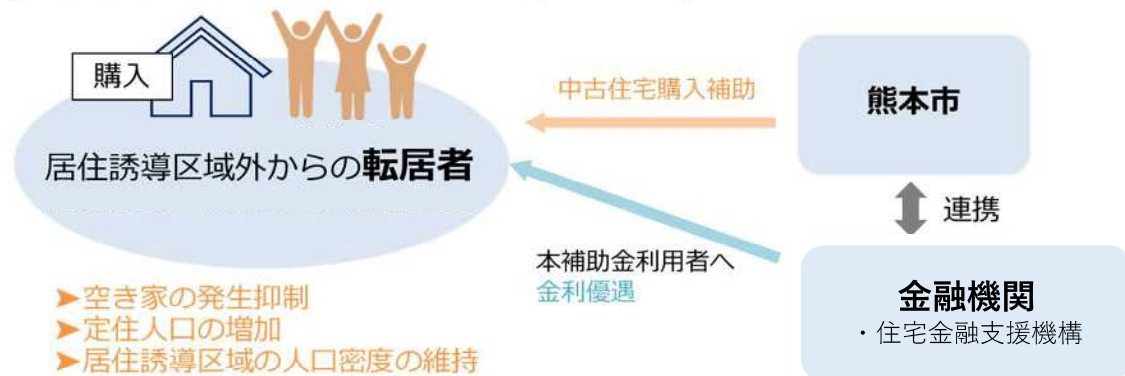 購入
居住誘導区域外からの転居者
➤空き家の発生抑制
➤定住人口の増加
➤居住誘導区域の人口密度の維持
中古住宅購入補助
本補助金利用者へ
金利優遇
熊本市
連携
金融機関
・住宅金融支援機構